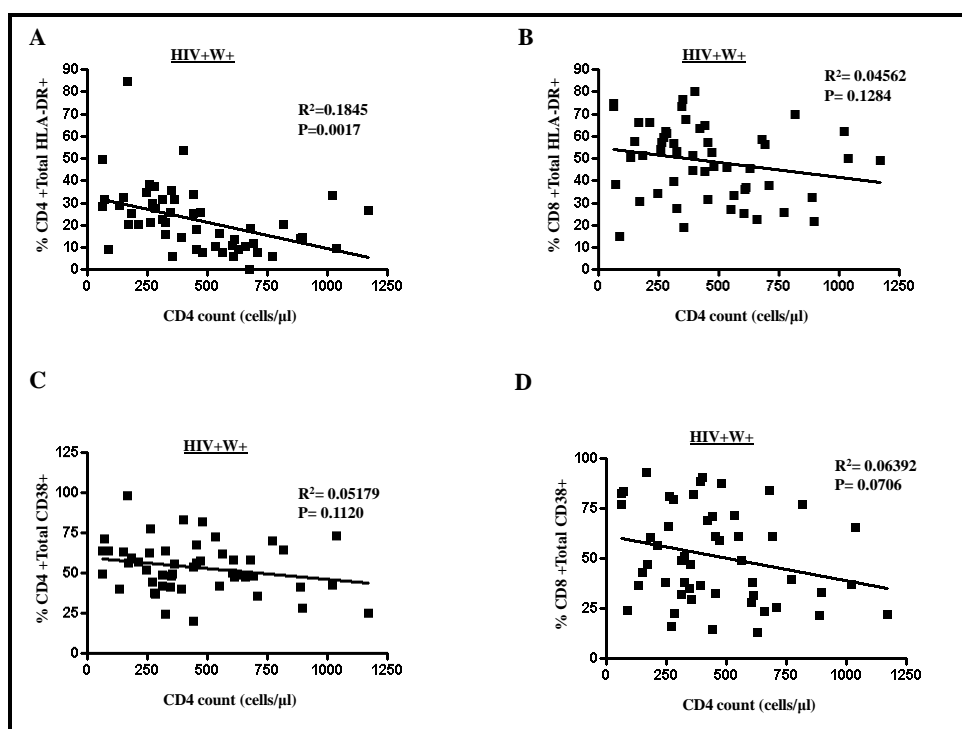 A
HIV+W+
R²=0.1845
P=0.0017
% CD4 +Total HLA-DR+
90
80
70
60
50
40
30
20
10
0
0 250 500 750 1000 1250
CD4 count (cells/µl)
B
HIV+W+
R²= 0.04562
P= 0.1284
% CD8 +Total HLA-DR+
90
80
70
60
50
40
30
20
10
0
0 250 500 750 1000 1250
CD4 count (cells/µl)
C
HIV+W+
R²= 0.05179
P= 0.1120
% CD4 +Total CD38+
125
100
75
50
25
0
0 250 500 750 1000 1250
CD4 count (cells/µl)
D
HIV+W+
R²= 0.06392
P= 0.0706
% CD8 +Total CD38+
100
75
50
25
0
0 250 500 750 1000 1250
CD4 count (cells/µl)